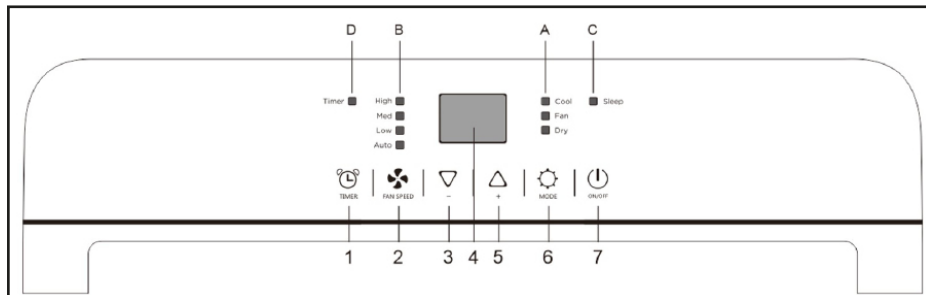 D B A C
Timer High Cool Sleep
Med Fan
Low Dry
Auto
TIMER FAN SPEED - + MODE ON/OFF
1 2 3 4 5 6 7